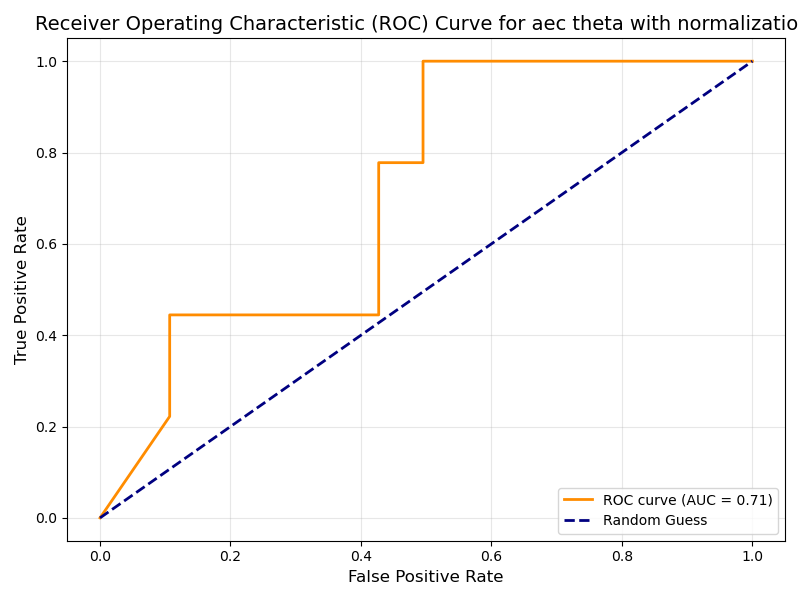 Receiver Operating Characteristic (ROC) Curve for aec theta with normalizatio
1.0
0.8
0.6
0.4
0.2
0.0
True Positive Rate
ROC curve (AUC = 0.71)
Random Guess
0.0 0.2 0.4 0.6 0.8 1.0
False Positive Rate